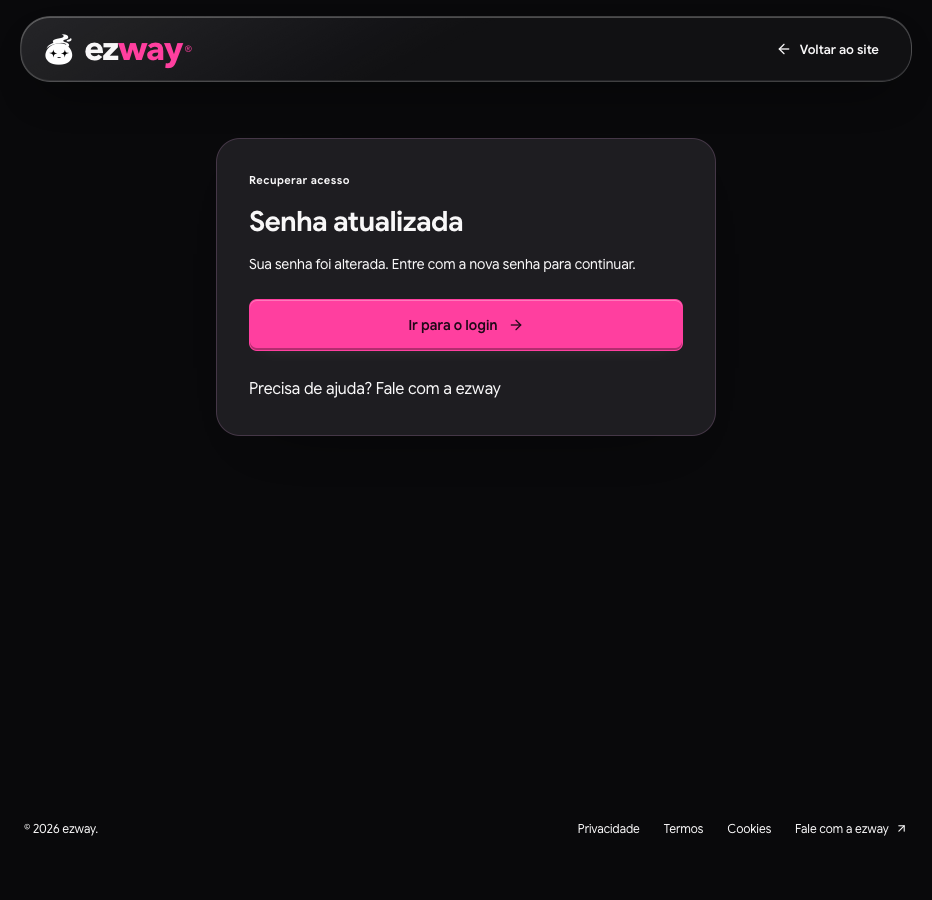 ezway®
Voltar ao site
Recuperar acesso
Senha atualizada
Sua senha foi alterada. Entre com a nova senha para continuar.
Ir para o login
Precisa de ajuda? Fale com a ezway
© 2026 ezway.
Privacidade
Termos
Cookies
Fale com a ezway